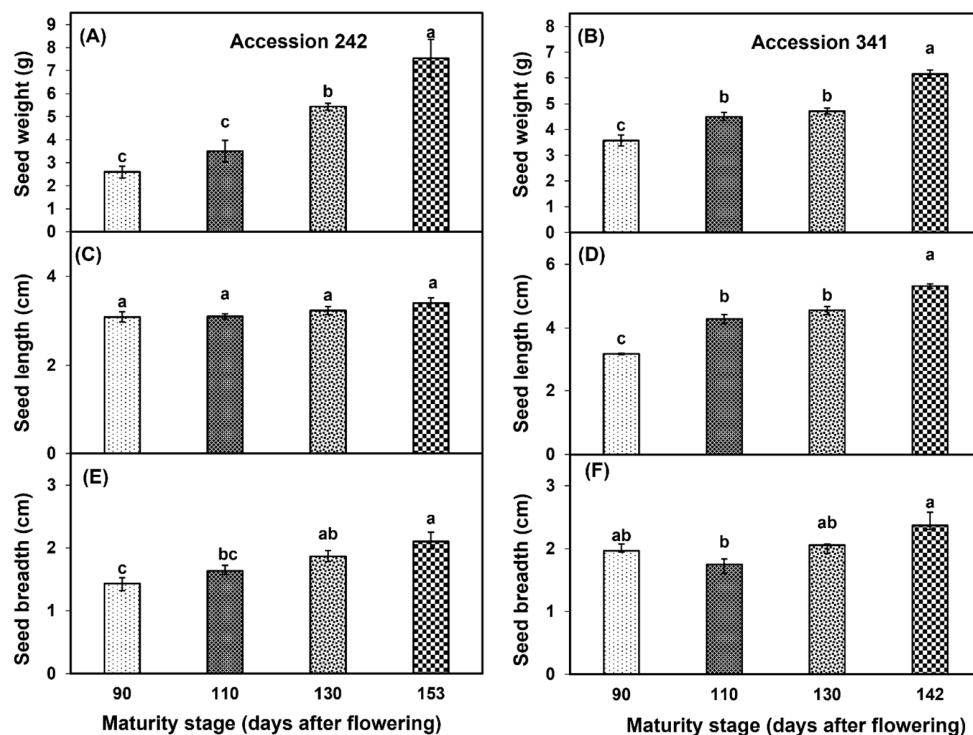 (A)
Accession 242
Seed weight (g)
9
8
7
6
5
4
3
2
1
0
c
c
b
a
(B)
Accession 341
Seed weight (g)
8
7
6
5
4
3
2
1
0
c
b
b
a
(C)
Seed length (cm)
4
2
0
a
a
a
a
(D)
Seed length (cm)
6
4
2
0
c
b
b
a
(E)
Seed breadth (cm)
3
2
1
0
c
bc
ab
a
90 110 130 153
Maturity stage (days after flowering)
(F)
Seed breadth (cm)
3
2
1
0
ab
b
ab
a
90 110 130 142
Maturity stage (days after flowering)